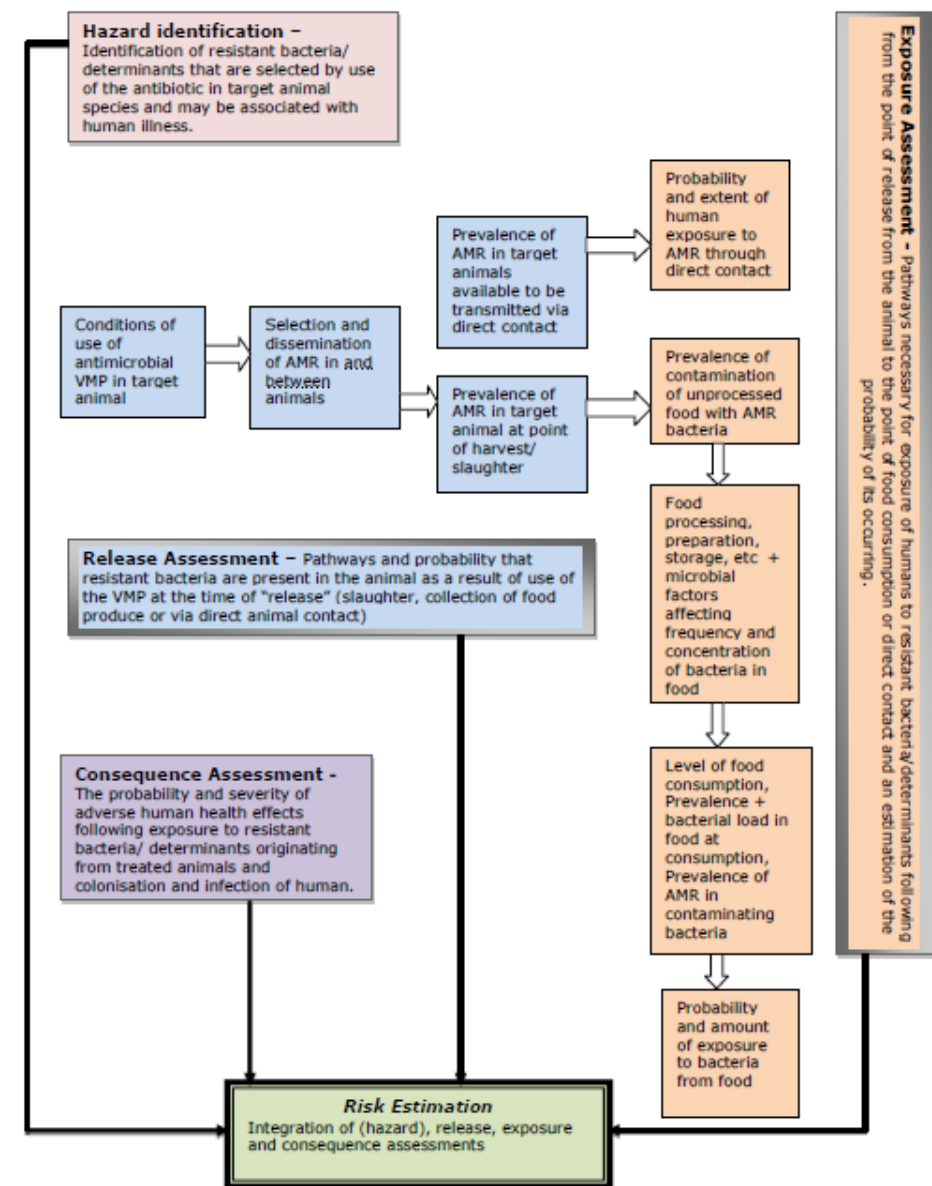 Hazard identification –
Identification of resistant bacteria/
determinants that are selected by use
of the antibiotic in target animal
species and may be associated with
human illness.
Exposure Assessment – Pathways necessary for exposure of humans to resistant bacteria/determinants following
from the point of release from the animal to the point of food consumption or direct contact and an estimation of the
probability of its occurring.
Conditions of
use of
antimicrobial
VMP in target
animal
Selection and
dissemination
of AMR in and
between
animals
Prevalence of
AMR in target
animals
available to be
transmitted via
direct contact
Probability
and extent of
human
exposure to
AMR through
direct contact
Prevalence of
AMR in target
animal at point
of harvest/
slaughter
Prevalence of
contamination
of unprocessed
food with AMR
bacteria
Food
processing,
preparation,
storage, etc +
microbial
factors
affecting
frequency and
concentration
of bacteria in
food
Release Assessment – Pathways and probability that
resistant bacteria are present in the animal as a result of use of
the VMP at the time of "release" (slaughter, collection of food
produce or via direct animal contact)
Level of food
consumption,
Prevalence +
bacterial load in
food at
consumption,
Prevalence of
AMR in
contaminating
bacteria
Consequence Assessment -
The probability and severity of
adverse human health effects
following exposure to resistant
bacteria/ determinants originating
from treated animals and
colonisation and infection of human.
Probability
and amount
of exposure
to bacteria
from food
Risk Estimation
Integration of (hazard), release, exposure
and consequence assessments